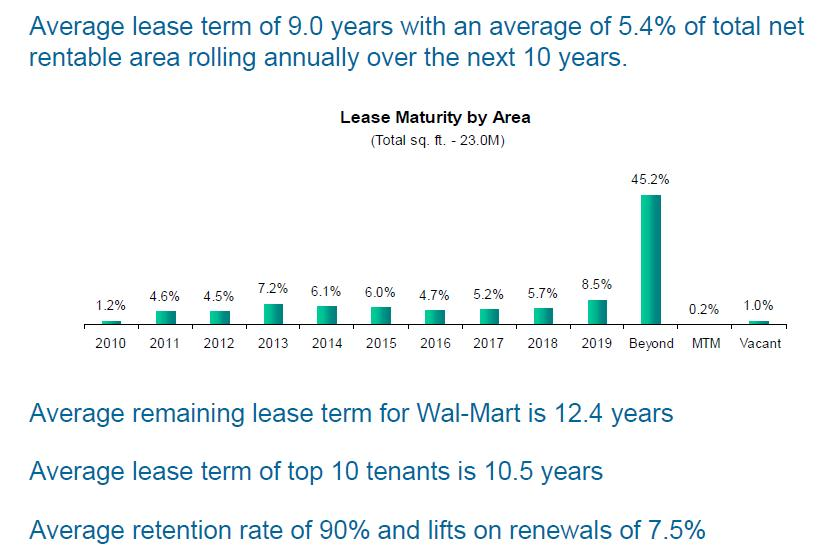 Average lease term of 9.0 years with an average of 5.4% of total net
rentable area rolling annually over the next 10 years.
Lease Maturity by Area
(Total sq. ft. - 23.0M)
1.2% 4.6% 4.5% 7.2% 6.1% 6.0% 4.7% 5.2% 5.7% 8.5% 45.2% 0.2% 1.0%
2010 2011 2012 2013 2014 2015 2016 2017 2018 2019 Beyond MTM Vacant
Average remaining lease term for Wal-Mart is 12.4 years
Average lease term of top 10 tenants is 10.5 years
Average retention rate of 90% and lifts on renewals of 7.5%